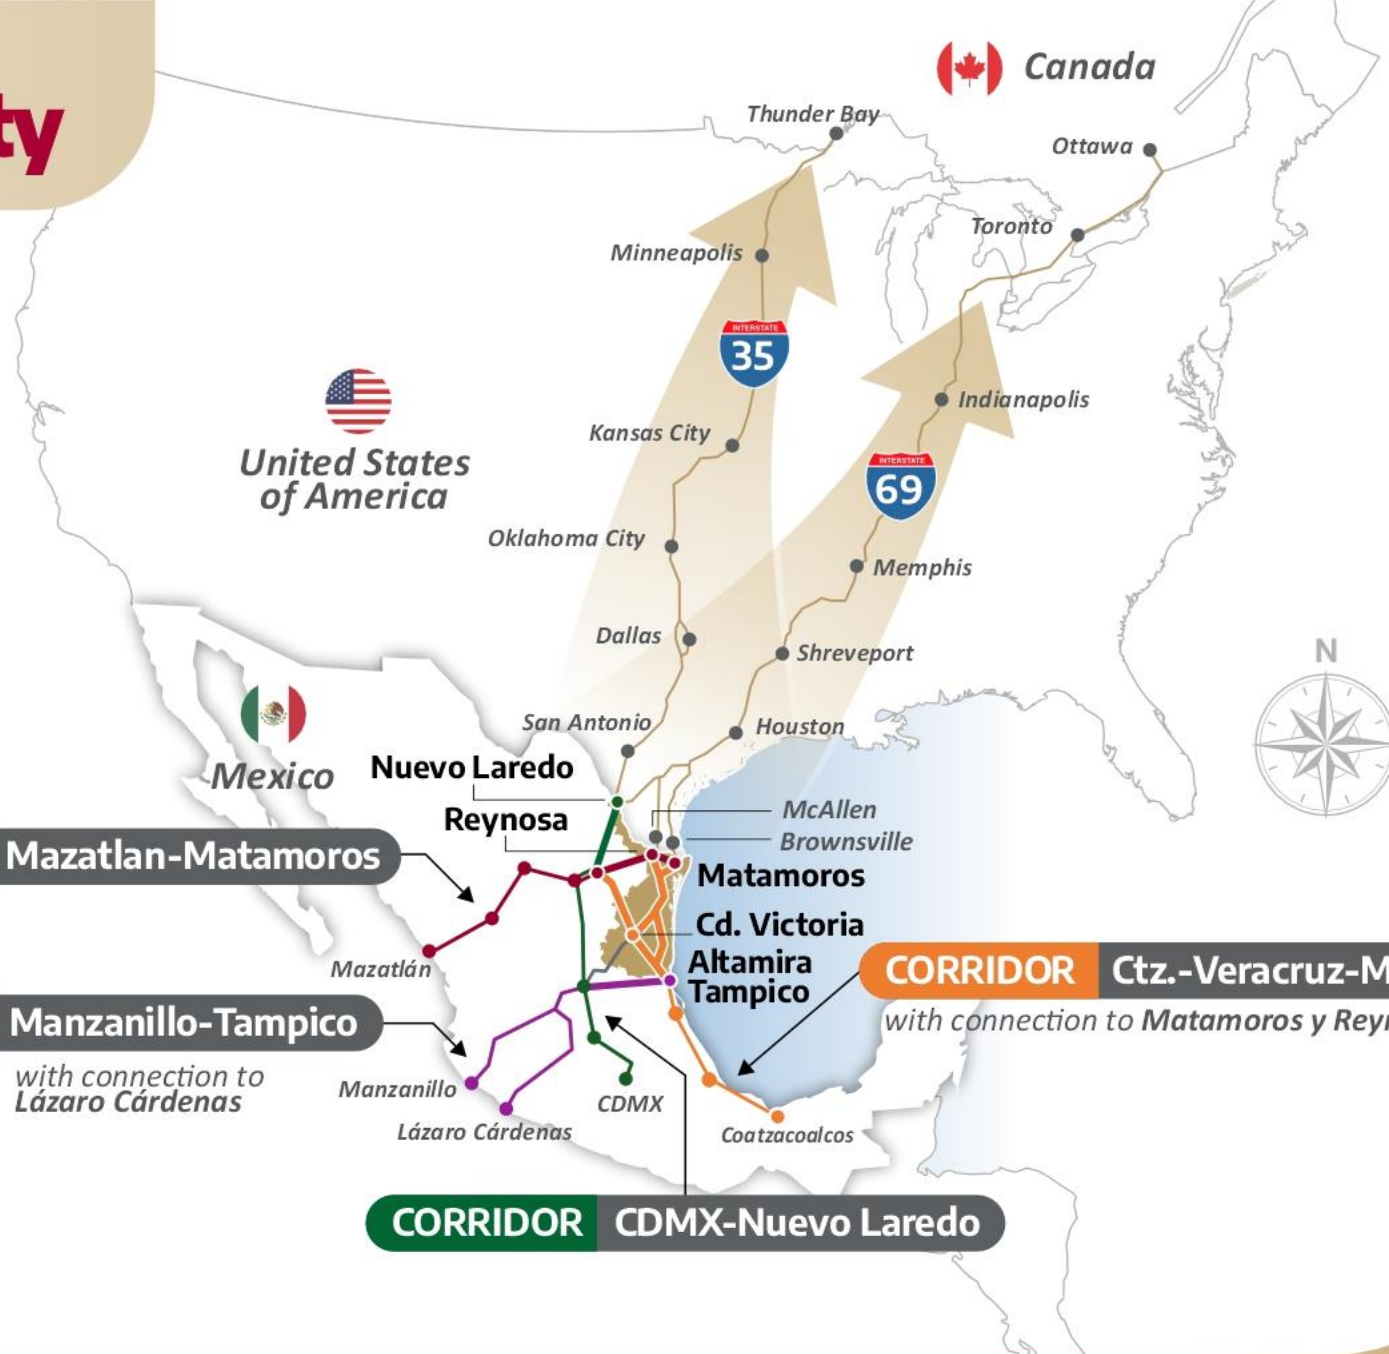 ty
Canada
Thunder Bay
Ottawa
Toronto
Minneapolis
INTERSTATE
35
Indianapolis
Kansas City
United States
of America
INTERSTATE
69
Oklahoma City
Memphis
Dallas
Shreveport
N
San Antonio
Houston
Mexico
Nuevo Laredo
Reynosa
McAllen
Brownsville
Mazatlan-Matamoros
Matamoros
Cd. Victoria
Mazatlán
Altamira
Tampico
CORRIDOR Ctz.-Veracruz-M
with connection to Matamoros y Rey
Manzanillo-Tampico
with connection to
Lázaro Cárdenas
Manzanillo
Lázaro Cárdenas
CDMX
Coatzacoalcos
CORRIDOR CDMX-Nuevo Laredo